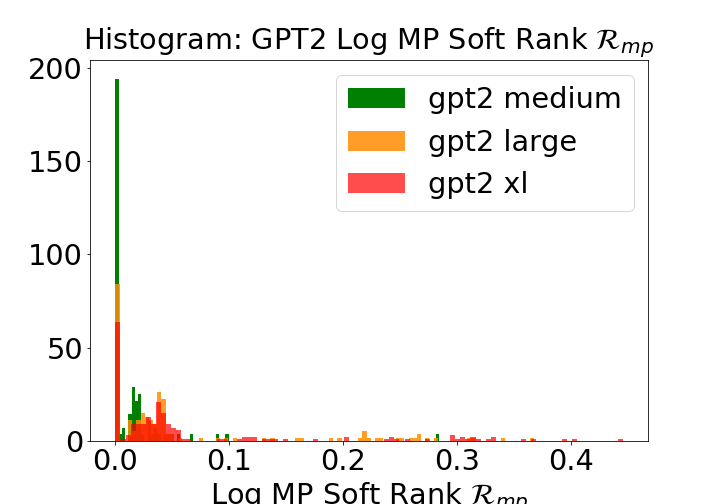 Histogram: GPT2 Log MP Soft Rank ℛmp
200
150
100
50
0
gpt2 medium
gpt2 large
gpt2 xl
0.0 0.1 0.2 0.3 0.4
Log MP Soft Rank ℛmp